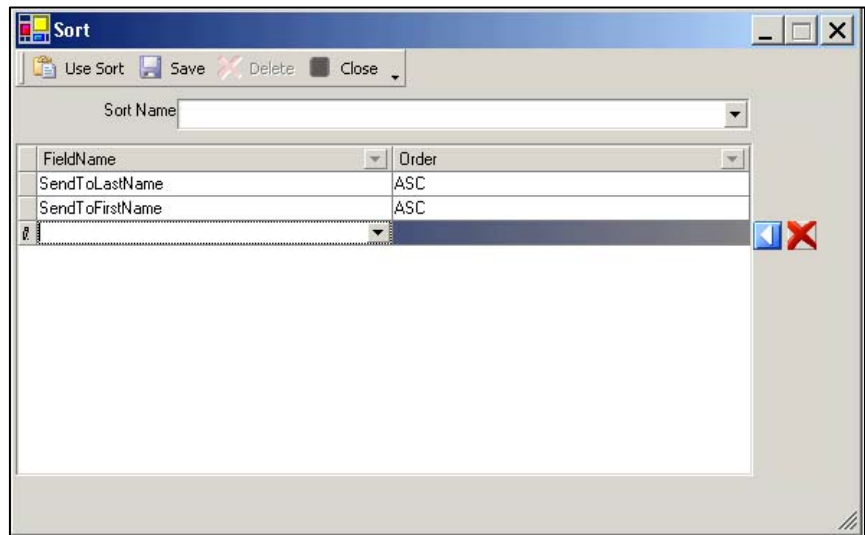 Sort
Use Sort Save Delete Close
Sort Name
FieldName Order
SendToLastName ASC
SendToFirstName ASC